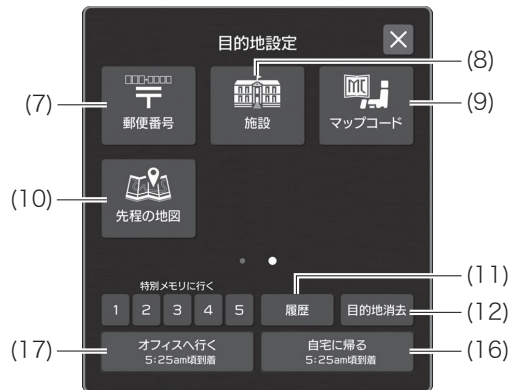 目的地設定
(8)
(7)
郵便番号
施設
MC
マップコード
(9)
(10)
先程の地図
特別メモリに行く
(11)
1 2 3 4 5 履歴 目的地消去
(12)
(17)
オフィスへ行く
5:25am頃到着
自宅に帰る
5:25am頃到着
(16)